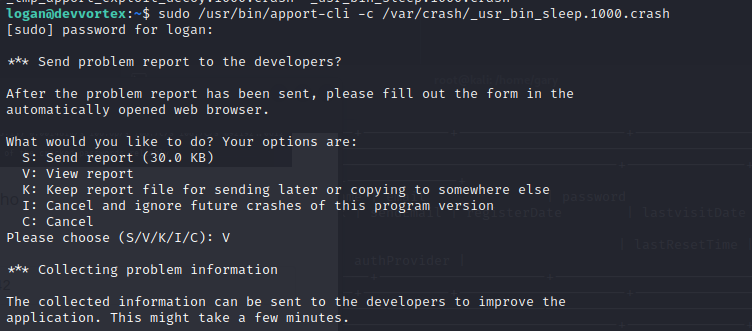 _tmp_apport_exploit_decoy.1000.crash _usr_bin_sleep.1000.crash
logan@devvortex:~$ sudo /usr/bin/apport-cli -c /var/crash/_usr_bin_sleep.1000.crash
[sudo] password for logan:
*** Send problem report to the developers?
After the problem report has been sent, please fill out the form in the
automatically opened web browser.
What would you like to do? Your options are:
S: Send report (30.0 KB)
V: View report
K: Keep report file for sending later or copying to somewhere else
I: Cancel and ignore future crashes of this program version
C: Cancel
Please choose (S/V/K/I/C): V
*** Collecting problem information
The collected information can be sent to the developers to improve the
application. This might take a few minutes.
| password
registerDate | lastvisitDate
| lastResetTime |
authProvider |